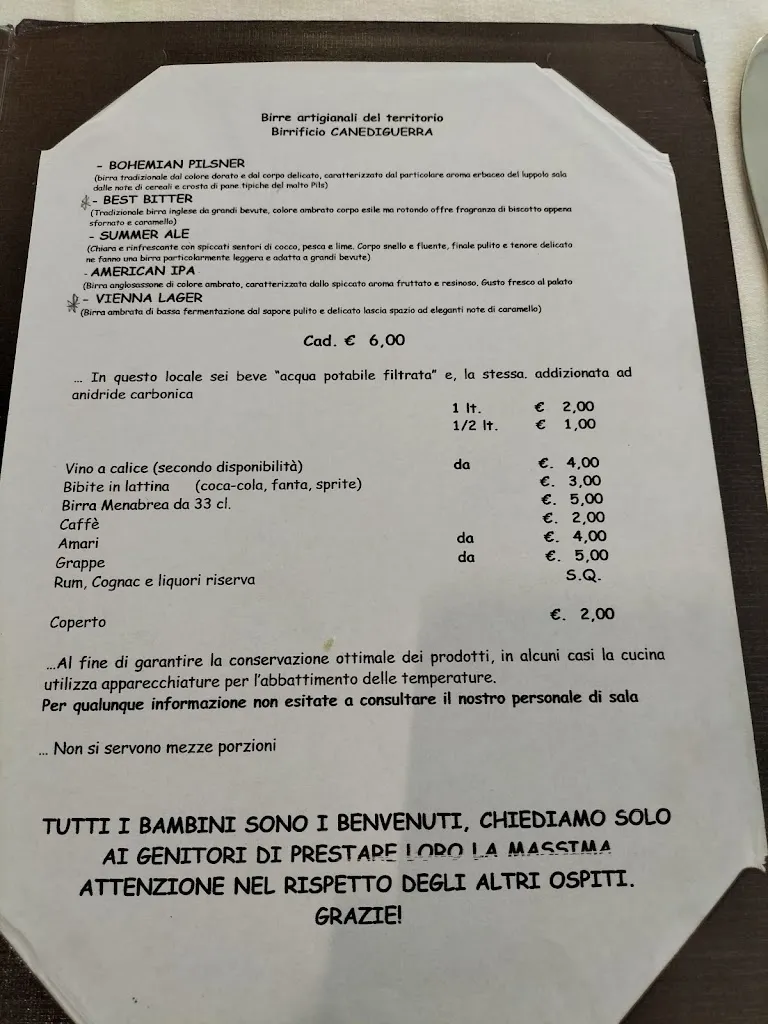 Birre artigianali del territorio
Birrificio CANEDIGUERRA
- BOHEMIAN PILSNER
(birra tradizionale dal colore dorato e dal corpo delicato, caratterizzato dal particolare aroma erbaceo del luppolo sala
dalle note di cereali e crosta di pane tipiche del malto Pils)
- BEST BITTER
(Tradizionale birra inglese da grandi bevute, colore ambrato corpo esile ma rotondo offre fragranza di biscotto appena
sfornato e caramello)
- SUMMER ALE
(Chiara e rinfrescante con spiccati sentori di cocco, pesca e lime. Corpo snello e fluente, finale pulito e tenore delicato
ne fanno una birra particolarmente leggera e adatta a grandi bevute)
- AMERICAN IPA
(Birra anglosassone di colore ambrato, caratterizzata dallo spiccato aroma fruttato e resinoso. Gusto fresco al palato
- VIENNA LAGER
(Birra ambrata di bassa fermentazione dal sapore pulito e delicato lascia spazio ad eleganti note di caramello)
Cad. € 6,00
... In questo locale sei beve "acqua potabile filtrata" e, la stessa. addizionata ad
anidride carbonica
1 lt. € 2,00
1/2 lt. € 1,00
Vino a calice (secondo disponibilità) da €. 4,00
Bibite in lattina (coca-cola, fanta, sprite) €. 3,00
Birra Menabrea da 33 cl. €. 5,00
Caffè €. 2,00
Amari da €. 4,00
Grappe da €. 5,00
Rum, Cognac e liquori riserva S.Q.
Coperto €. 2,00
...Al fine di garantire la conservazione ottimale dei prodotti, in alcuni casi la cucina
utilizza apparecchiature per l'abbattimento delle temperature.
Per qualunque informazione non esitate a consultare il nostro personale di sala
... Non si servono mezze porzioni
TUTTI I BAMBINI SONO I BENVENUTI, CHIEDIAMO SOLO
AI GENITORI DI PRESTARE LORO LA MASSIMA
ATTENZIONE NEL RISPETTO DEGLI ALTRI OSPITI.
GRAZIE!